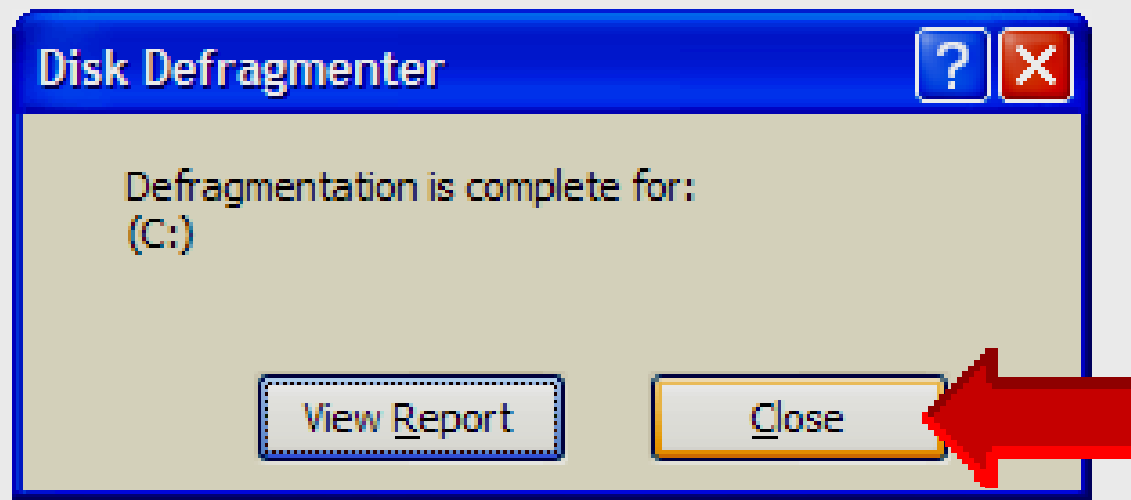 Disk Defragmenter ?
Defragmentation is complete for:
(C:)
View Report Close